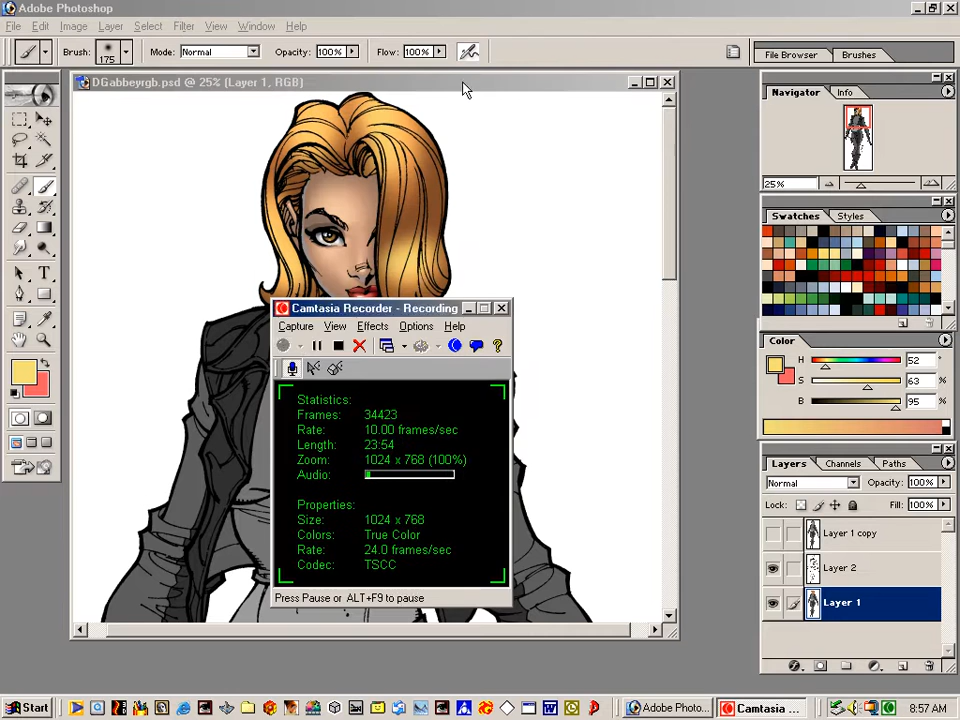 Adobe Photoshop
File Edit Image Layer Select Filter View Window Help
Brush: 175 Mode: Normal Opacity: 100% Flow: 100% File Browser Brushes
DGabbeyrgb.psd @ 25% (Layer 1, RGB)
Navigator Info
25%
Swatches Styles
Color
H 52 °
S 63 %
B 95 %
Layers Channels Paths
Normal Opacity: 100%
Lock: Fill: 100%
Layer 1 copy
Layer 2
Layer 1
Camtasia Recorder - Recording
Capture View Effects Options Help
Statistics:
Frames: 34423
Rate: 10.00 frames/sec
Length: 23:54
Zoom: 1024 x 768 (100%)
Audio:
Properties:
Size: 1024 x 768
Colors: True Color
Rate: 24.0 frames/sec
Codec: TSCC
Press Pause or ALT+F9 to pause
Start Adobe Photo... Camtasia ... 8:57 AM